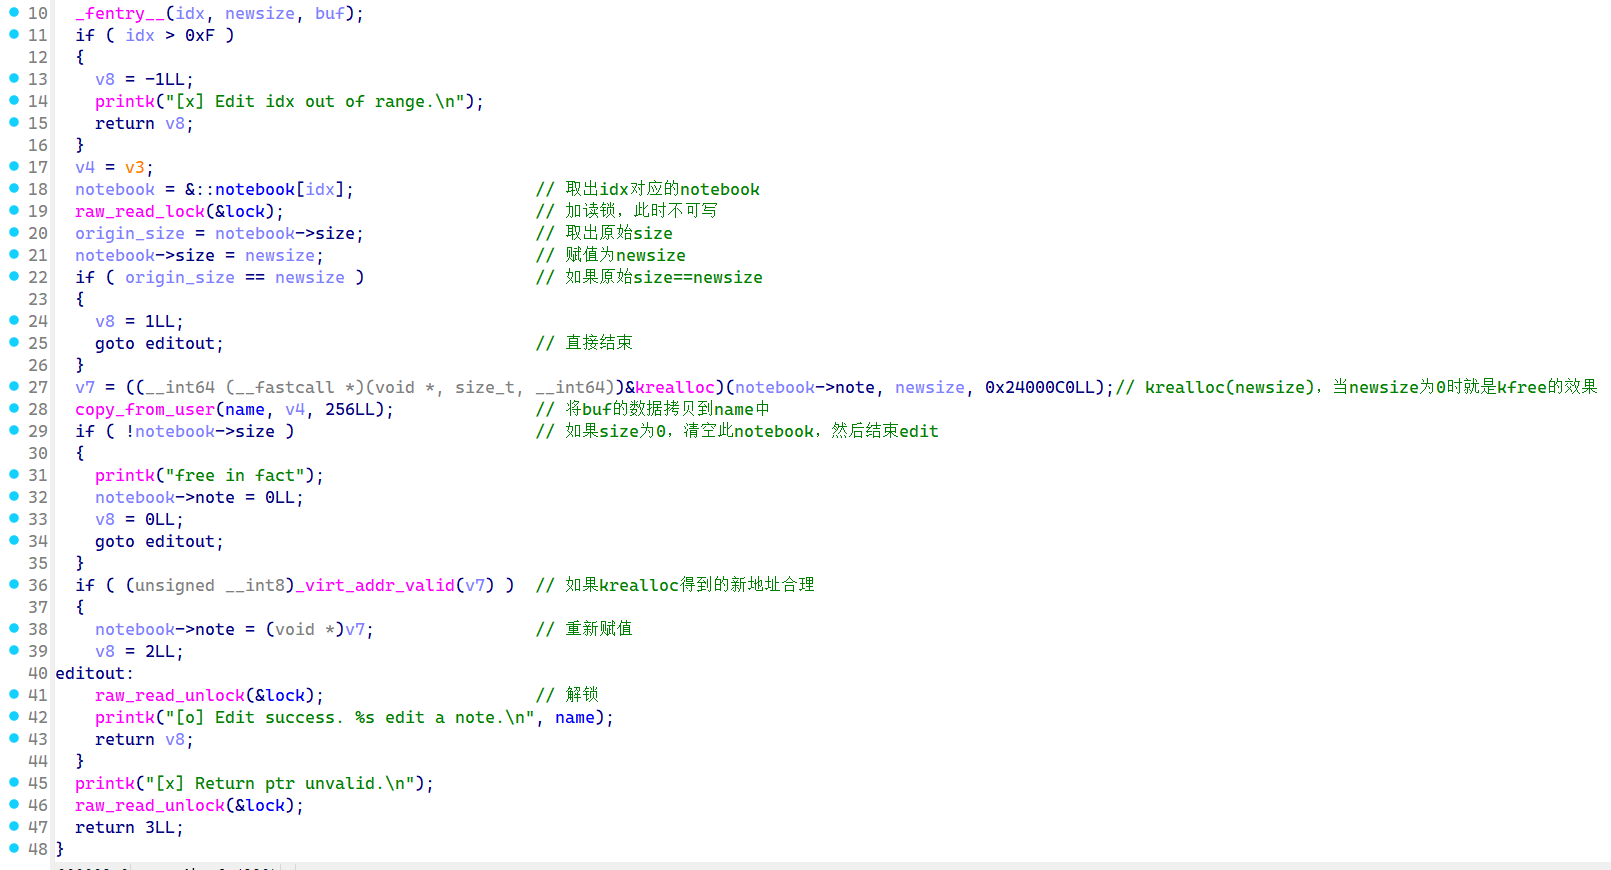 10 _fentry__(idx, newsize, buf);
11 if ( idx > 0xF )
12 {
13 v8 = -1LL;
14 printk("[x] Edit idx out of range.\n");
15 return v8;
16 }
17 v4 = v3;
18 notebook = &::notebook[idx]; // 取出idx对应的notebook
19 raw_read_lock(&lock); // 加读锁，此时不可写
20 origin_size = notebook->size; // 取出原始size
21 notebook->size = newsize; // 赋值为newsize
22 if ( origin_size == newsize ) // 如果原始size==newsize
23 {
24 v8 = 1LL;
25 goto editout; // 直接结束
26 }
27 v7 = ((__int64 (__fastcall *)(void *, size_t, __int64))&krealloc)(notebook->note, newsize, 0x24000C0LL);// krealloc(newsize)，当newsize为0时就是kfree的效果
28 copy_from_user(name, v4, 256LL); // 将buf的数据拷贝到name中
29 if ( !notebook->size ) // 如果size为0，清空此notebook，然后结束edit
30 {
31 printk("free in fact");
32 notebook->note = 0LL;
33 v8 = 0LL;
34 goto editout;
35 }
36 if ( (unsigned __int8)_virt_addr_valid(v7) ) // 如果krealloc得到的新地址合理
37 {
38 notebook->note = (void *)v7; // 重新赋值
39 v8 = 2LL;
40 editout:
41 raw_read_unlock(&lock); // 解锁
42 printk("[o] Edit success. %s edit a note.\n", name);
43 return v8;
44 }
45 printk("[x] Return ptr unvalid.\n");
46 raw_read_unlock(&lock);
47 return 3LL;
48 }